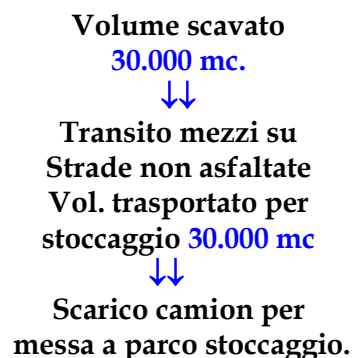 Volume scavato
30.000 mc.
↓↓
Transito mezzi su
Strade non asfaltate
Vol. trasportato per
stoccaggio 30.000 mc
↓↓
Scarico camion per
messa a parco stoccaggio.